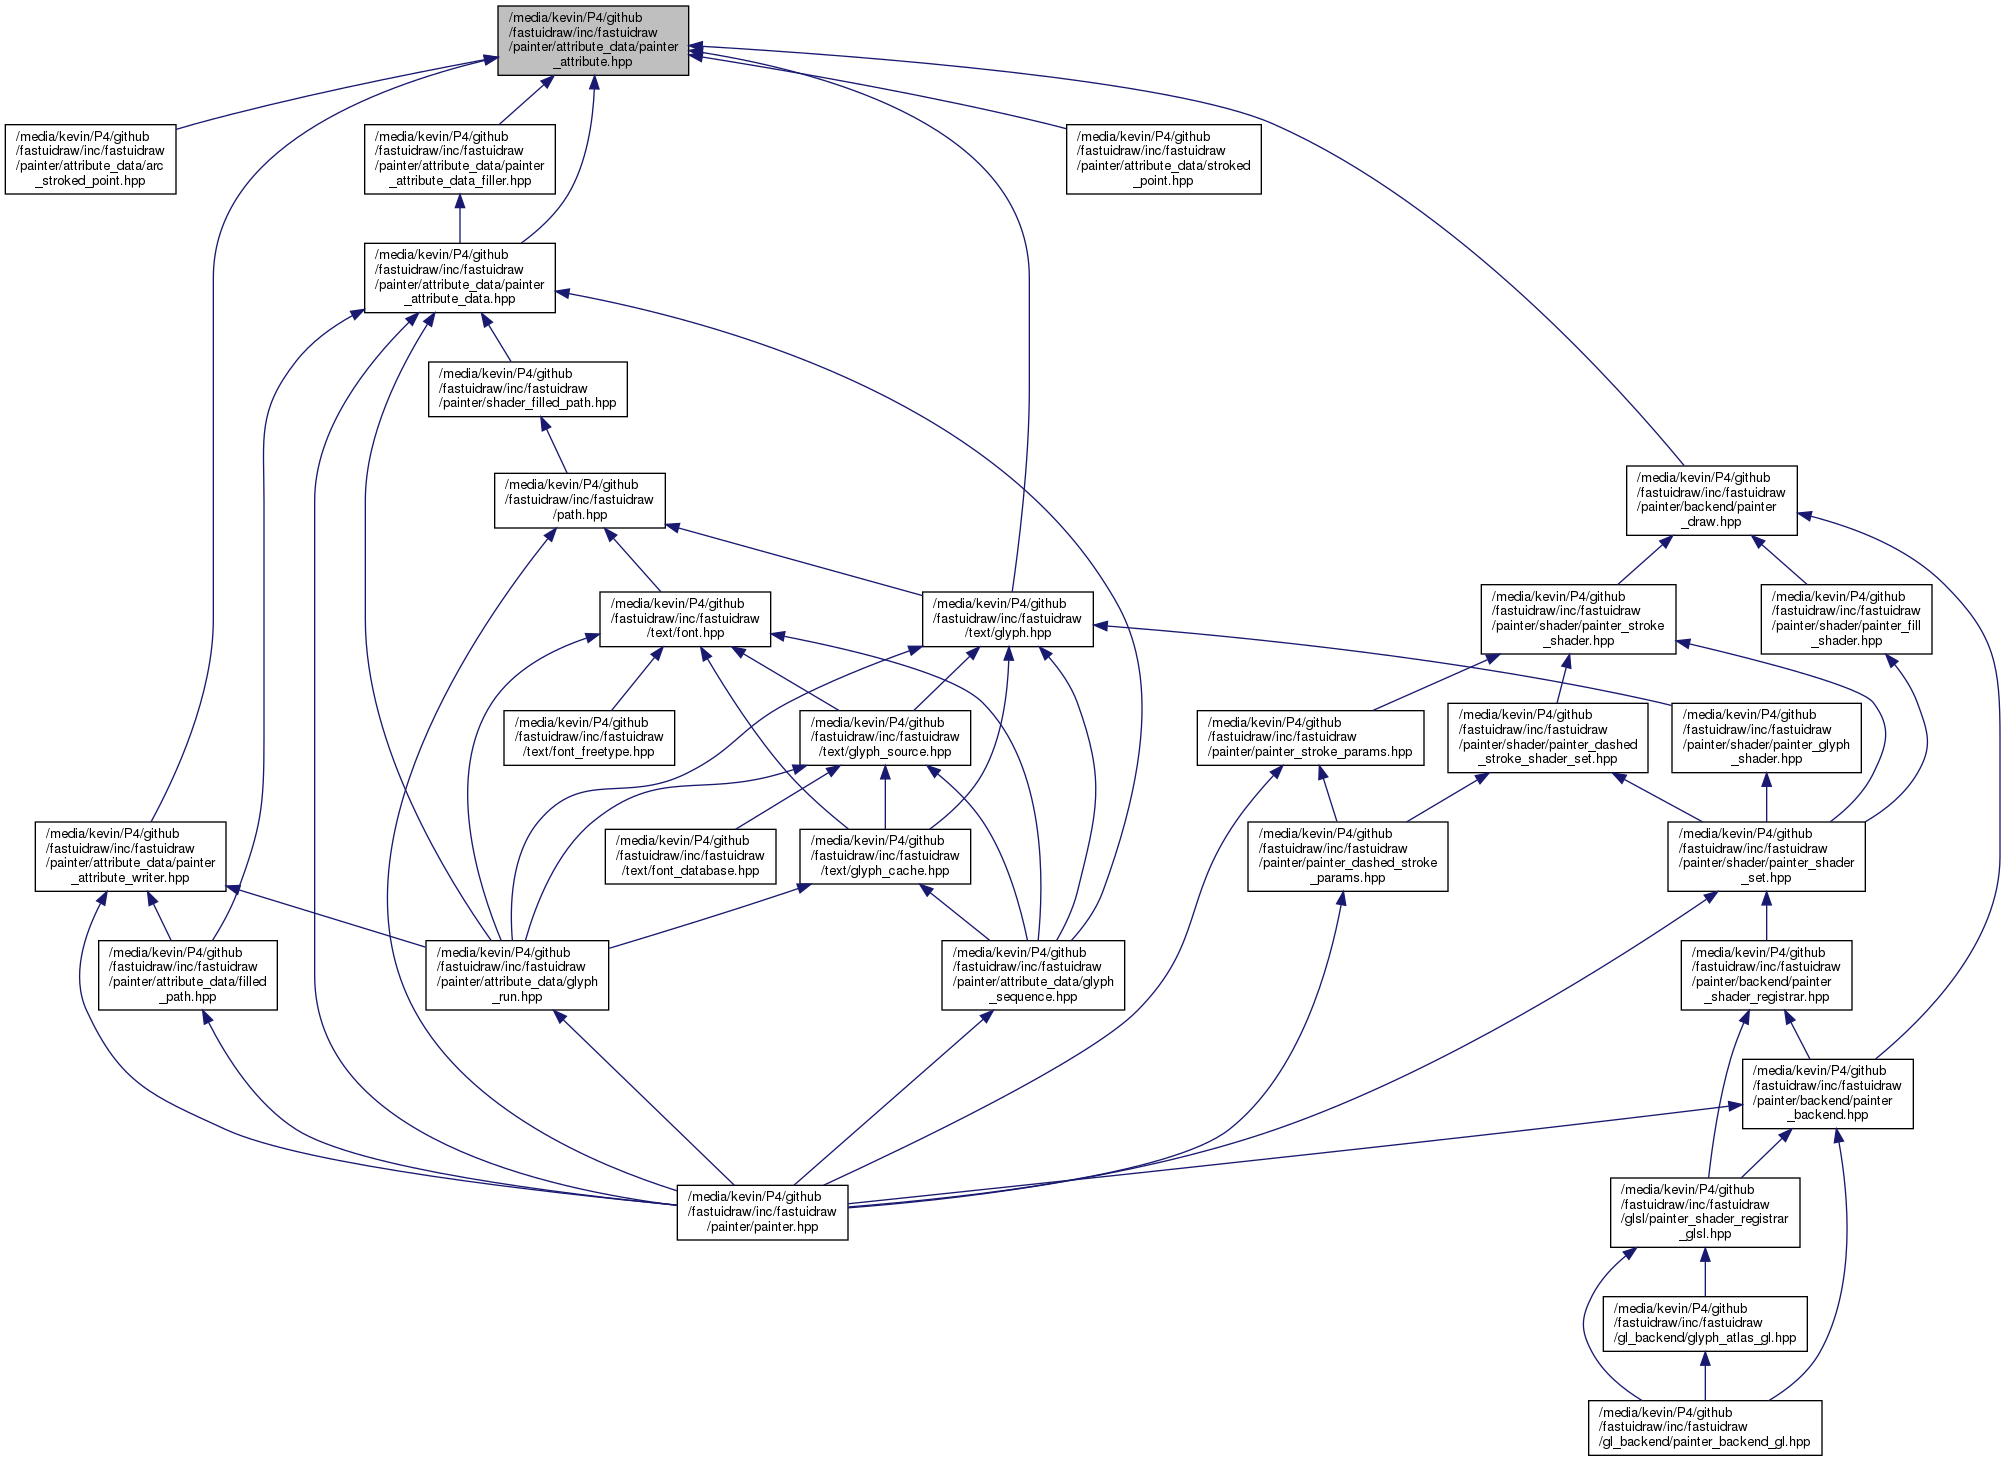 /media/kevin/P4/github
/fastuidraw/inc/fastuidraw
/painter/attribute_data/painter
_attribute.hpp
/media/kevin/P4/github
/fastuidraw/inc/fastuidraw
/painter/attribute_data/arc
_stroked_point.hpp
/media/kevin/P4/github
/fastuidraw/inc/fastuidraw
/painter/attribute_data/painter
_attribute_data_filler.hpp
/media/kevin/P4/github
/fastuidraw/inc/fastuidraw
/painter/attribute_data/stroked
_point.hpp
/media/kevin/P4/github
/fastuidraw/inc/fastuidraw
/painter/attribute_data/painter
_attribute_data.hpp
/media/kevin/P4/github
/fastuidraw/inc/fastuidraw
/painter/shader_filled_path.hpp
/media/kevin/P4/github
/fastuidraw/inc/fastuidraw
/path.hpp
/media/kevin/P4/github
/fastuidraw/inc/fastuidraw
/painter/backend/painter
_draw.hpp
/media/kevin/P4/github
/fastuidraw/inc/fastuidraw
/text/font.hpp
/media/kevin/P4/github
/fastuidraw/inc/fastuidraw
/text/glyph.hpp
/media/kevin/P4/github
/fastuidraw/inc/fastuidraw
/painter/shader/painter_stroke
_shader.hpp
/media/kevin/P4/github
/fastuidraw/inc/fastuidraw
/painter/shader/painter_fill
_shader.hpp
/media/kevin/P4/github
/fastuidraw/inc/fastuidraw
/text/font_freetype.hpp
/media/kevin/P4/github
/fastuidraw/inc/fastuidraw
/text/glyph_source.hpp
/media/kevin/P4/github
/fastuidraw/inc/fastuidraw
/painter/painter_stroke_params.hpp
/media/kevin/P4/github
/fastuidraw/inc/fastuidraw
/painter/shader/painter_dashed
_stroke_shader_set.hpp
/media/kevin/P4/github
/fastuidraw/inc/fastuidraw
/painter/shader/painter_glyph
_shader.hpp
/media/kevin/P4/github
/fastuidraw/inc/fastuidraw
/painter/attribute_data/painter
_attribute_writer.hpp
/media/kevin/P4/github
/fastuidraw/inc/fastuidraw
/text/font_database.hpp
/media/kevin/P4/github
/fastuidraw/inc/fastuidraw
/text/glyph_cache.hpp
/media/kevin/P4/github
/fastuidraw/inc/fastuidraw
/painter/painter_dashed_stroke
_params.hpp
/media/kevin/P4/github
/fastuidraw/inc/fastuidraw
/painter/shader/painter_shader
_set.hpp
/media/kevin/P4/github
/fastuidraw/inc/fastuidraw
/painter/attribute_data/filled
_path.hpp
/media/kevin/P4/github
/fastuidraw/inc/fastuidraw
/painter/attribute_data/glyph
_run.hpp
/media/kevin/P4/github
/fastuidraw/inc/fastuidraw
/painter/attribute_data/glyph
_sequence.hpp
/media/kevin/P4/github
/fastuidraw/inc/fastuidraw
/painter/backend/painter
_shader_registrar.hpp
/media/kevin/P4/github
/fastuidraw/inc/fastuidraw
/painter/backend/painter
_backend.hpp
/media/kevin/P4/github
/fastuidraw/inc/fastuidraw
/painter/painter.hpp
/media/kevin/P4/github
/fastuidraw/inc/fastuidraw
/glsl/painter_shader_registrar
_glsl.hpp
/media/kevin/P4/github
/fastuidraw/inc/fastuidraw
/gl_backend/glyph_atlas_gl.hpp
/media/kevin/P4/github
/fastuidraw/inc/fastuidraw
/gl_backend/painter_backend_gl.hpp